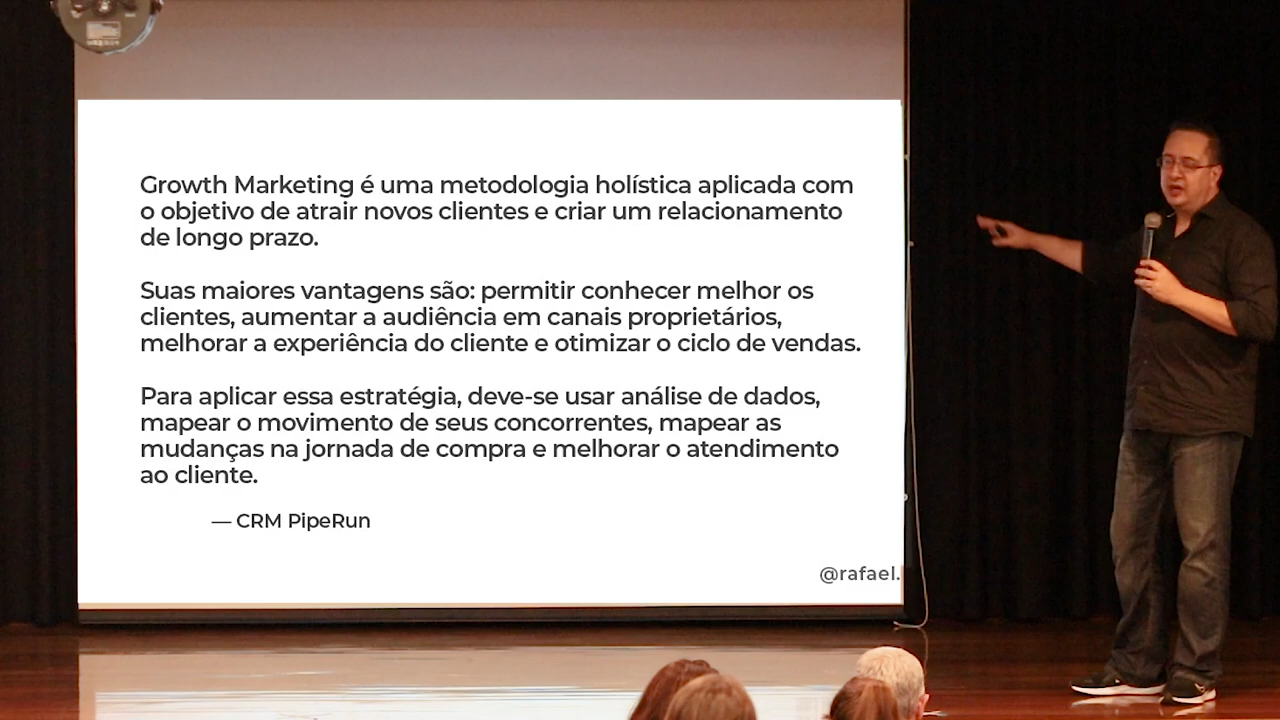 Growth Marketing é uma metodologia holística aplicada com
o objetivo de atrair novos clientes e criar um relacionamento
de longo prazo.
Suas maiores vantagens são: permitir conhecer melhor os
clientes, aumentar a audiência em canais proprietários,
melhorar a experiência do cliente e otimizar o ciclo de vendas.
Para aplicar essa estratégia, deve-se usar análise de dados,
mapear o movimento de seus concorrentes, mapear as
mudanças na jornada de compra e melhorar o atendimento
ao cliente.
— CRM PipeRun
@rafael.